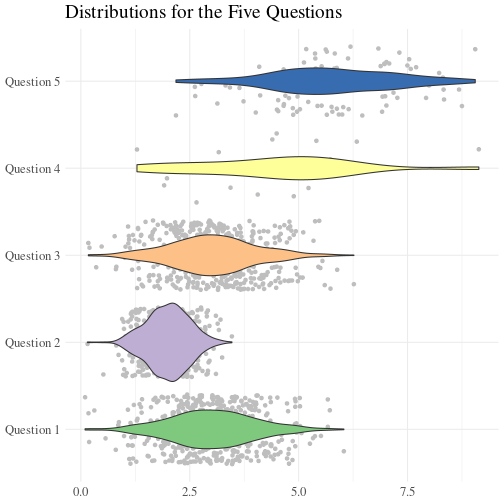 Distributions for the Five Questions
Question 5
Question 4
Question 3
Question 2
Question 1
0.0 2.5 5.0 7.5